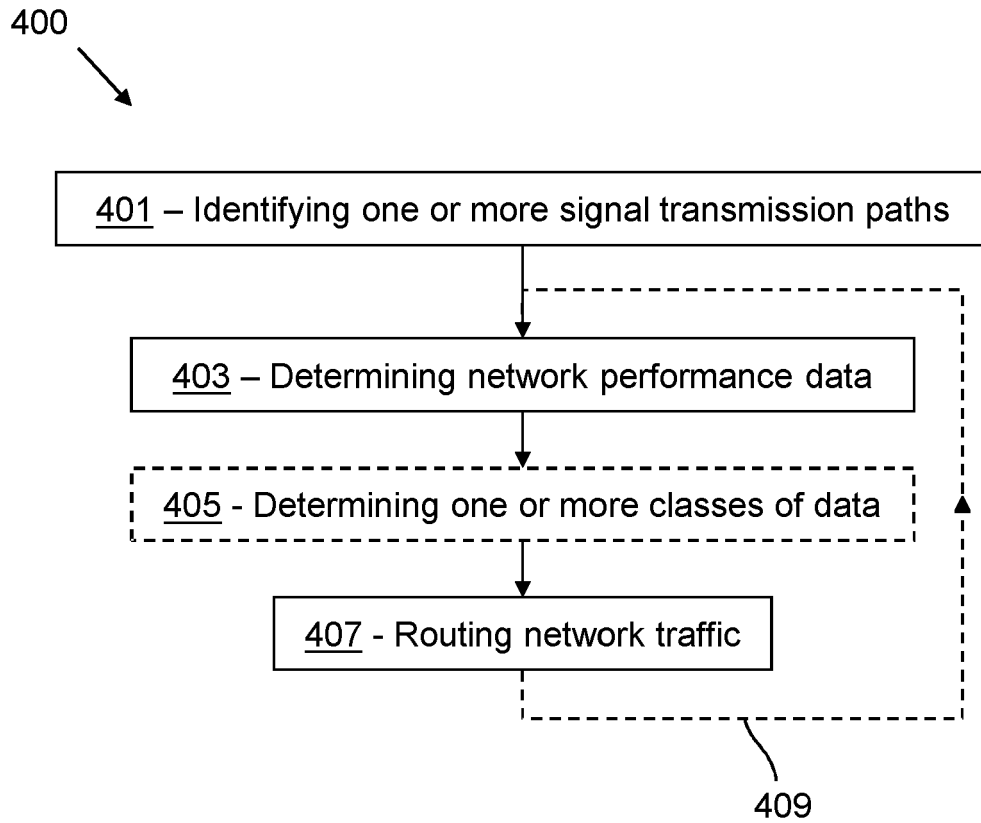 400
401 – Identifying one or more signal transmission paths
403 – Determining network performance data
405 - Determining one or more classes of data
407 - Routing network traffic
409